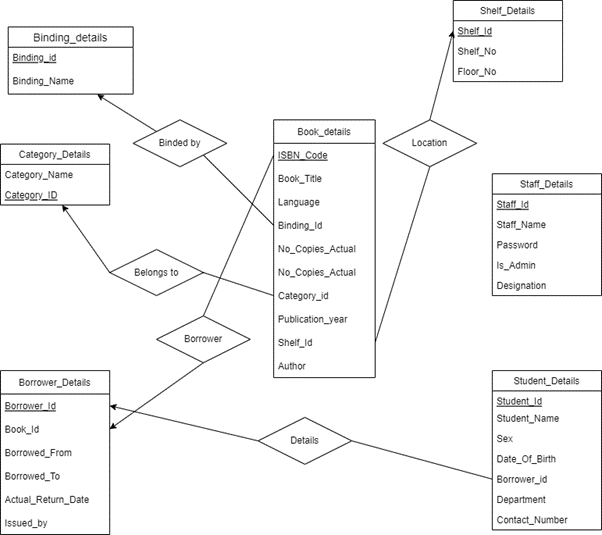 Binding_details
Binding_id
Binding_Name
Shelf_Details
Shelf_Id
Shelf_No
Floor_No
Binded by
Location
Category_Details
Category_Name
Category_ID
Book_details
ISBN_Code
Book_Title
Language
Binding_Id
No_Copies_Actual
No_Copies_Actual
Category_id
Publication_year
Shelf_Id
Author
Staff_Details
Staff_Id
Staff_Name
Password
Is_Admin
Designation
Belongs to
Borrower
Borrower_Details
Borrower_Id
Book_Id
Borrowed_From
Borrowed_To
Actual_Return_Date
Issued_by
Details
Student_Details
Student_Id
Student_Name
Sex
Date_Of_Birth
Borrower_id
Department
Contact_Number